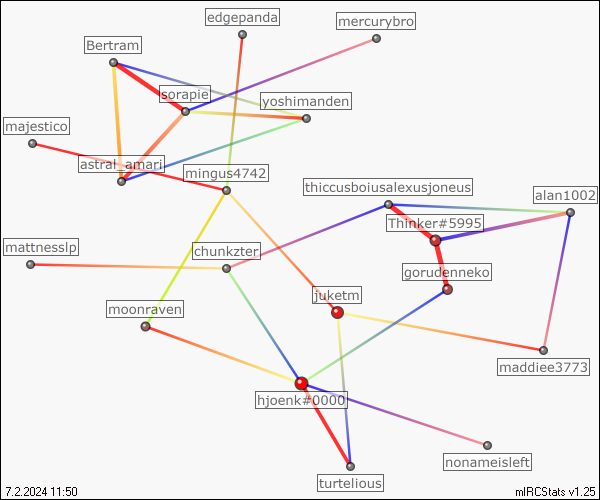 edgepanda
mercurybro
Bertram
sorapie
yoshimanden
majestico
astral_amari
mingus4742
thiccusboiusalexusjoneus
alan1002
Thinker#5995
mattnesslp
chunkzter
gorudenneko
juketm
moonraven
maddiee3773
hjoenk#0000
nonameisleft
turtelious
7.2.2024 11:50
mIRCStats v1.25